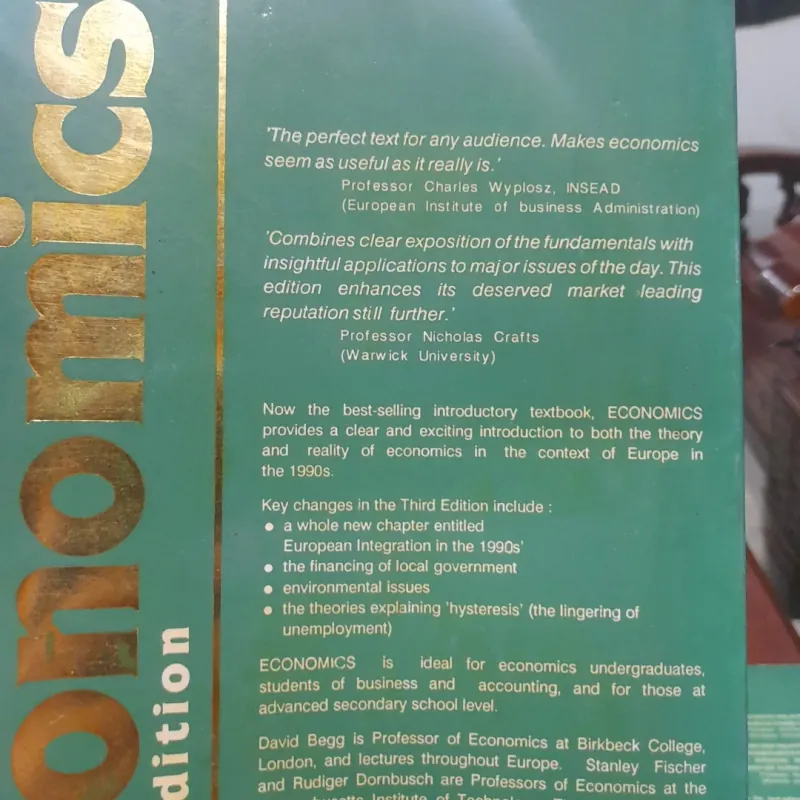 onomics
dition
'The perfect text for any audience. Makes economics
seem as useful as it really is.'
Professor Charles Wyplosz, INSEAD
(European Institute of business Administration)
'Combines clear exposition of the fundamentals with
insightful applications to major issues of the day. This
edition enhances its deserved market leading
reputation still further.'
Professor Nicholas Crafts
(Warwick University)
Now the best-selling introductory textbook, ECONOMICS
provides a clear and exciting introduction to both the theory
and reality of economics in the context of Europe in
the 1990s.
Key changes in the Third Edition include :
• a whole new chapter entitled
European Integration in the 1990s'
• the financing of local government
• environmental issues
• the theories explaining 'hysteresis' (the lingering of
unemployment)
ECONOMICS is ideal for economics undergraduates,
students of business and accounting, and for those at
advanced secondary school level.
David Begg is Professor of Economics at Birkbeck College,
London, and lectures throughout Europe. Stanley Fischer
and Rudiger Dornbusch are Professors of Economics at the
Institute of